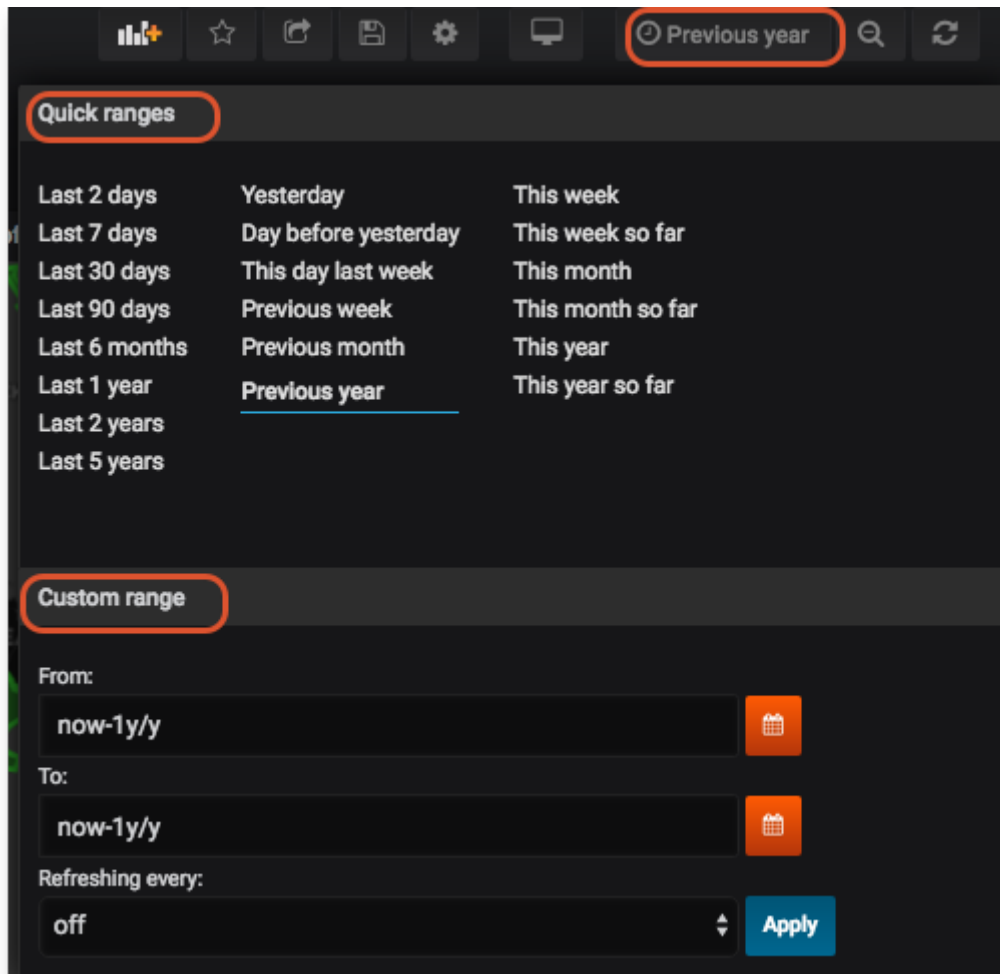 Previous year
Quick ranges
Last 2 days Yesterday This week
Last 7 days Day before yesterday This week so far
Last 30 days This day last week This month
Last 90 days Previous week This month so far
Last 6 months Previous month This year
Last 1 year Previous year This year so far
Last 2 years
Last 5 years
Custom range
From:
now-1y/y
To:
now-1y/y
Refreshing every:
off Apply